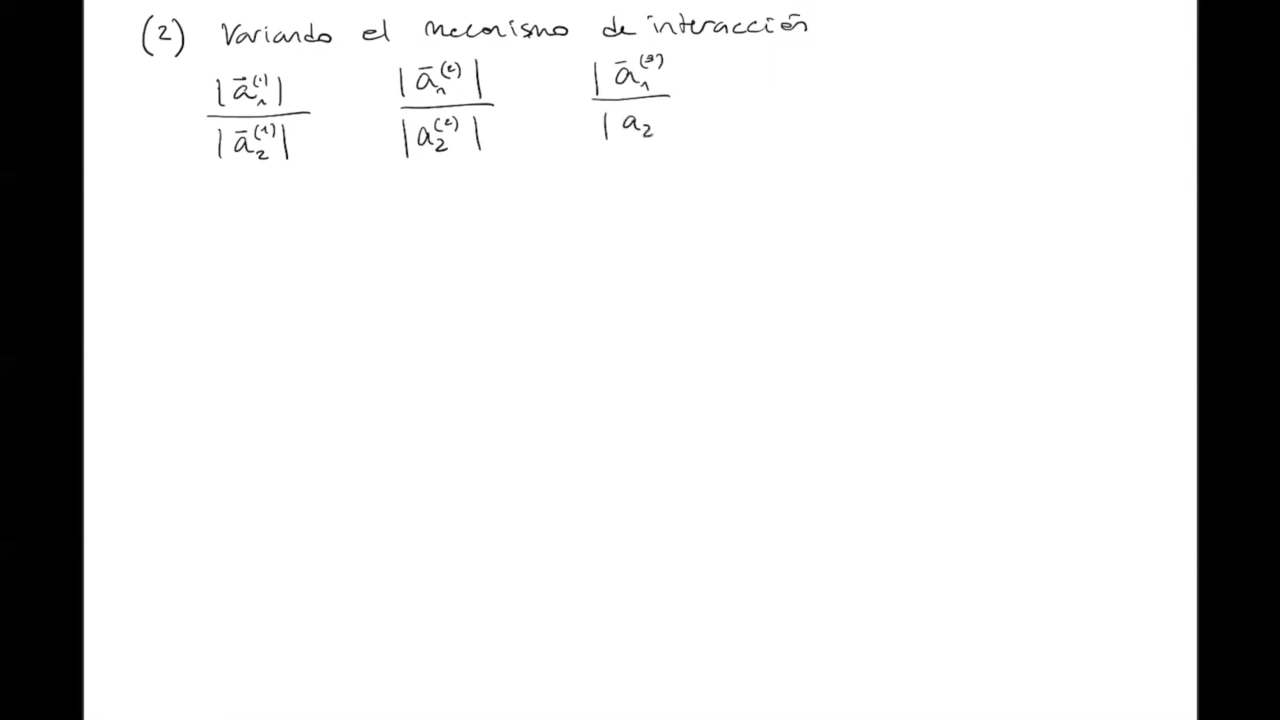 (2) Variando el mecanismo de interacción
|ā₁⁽¹⁾| / |ā₂⁽¹⁾|   |ā₁⁽²⁾| / |a₂⁽²⁾|   |ā₁⁽³⁾ / |a₂